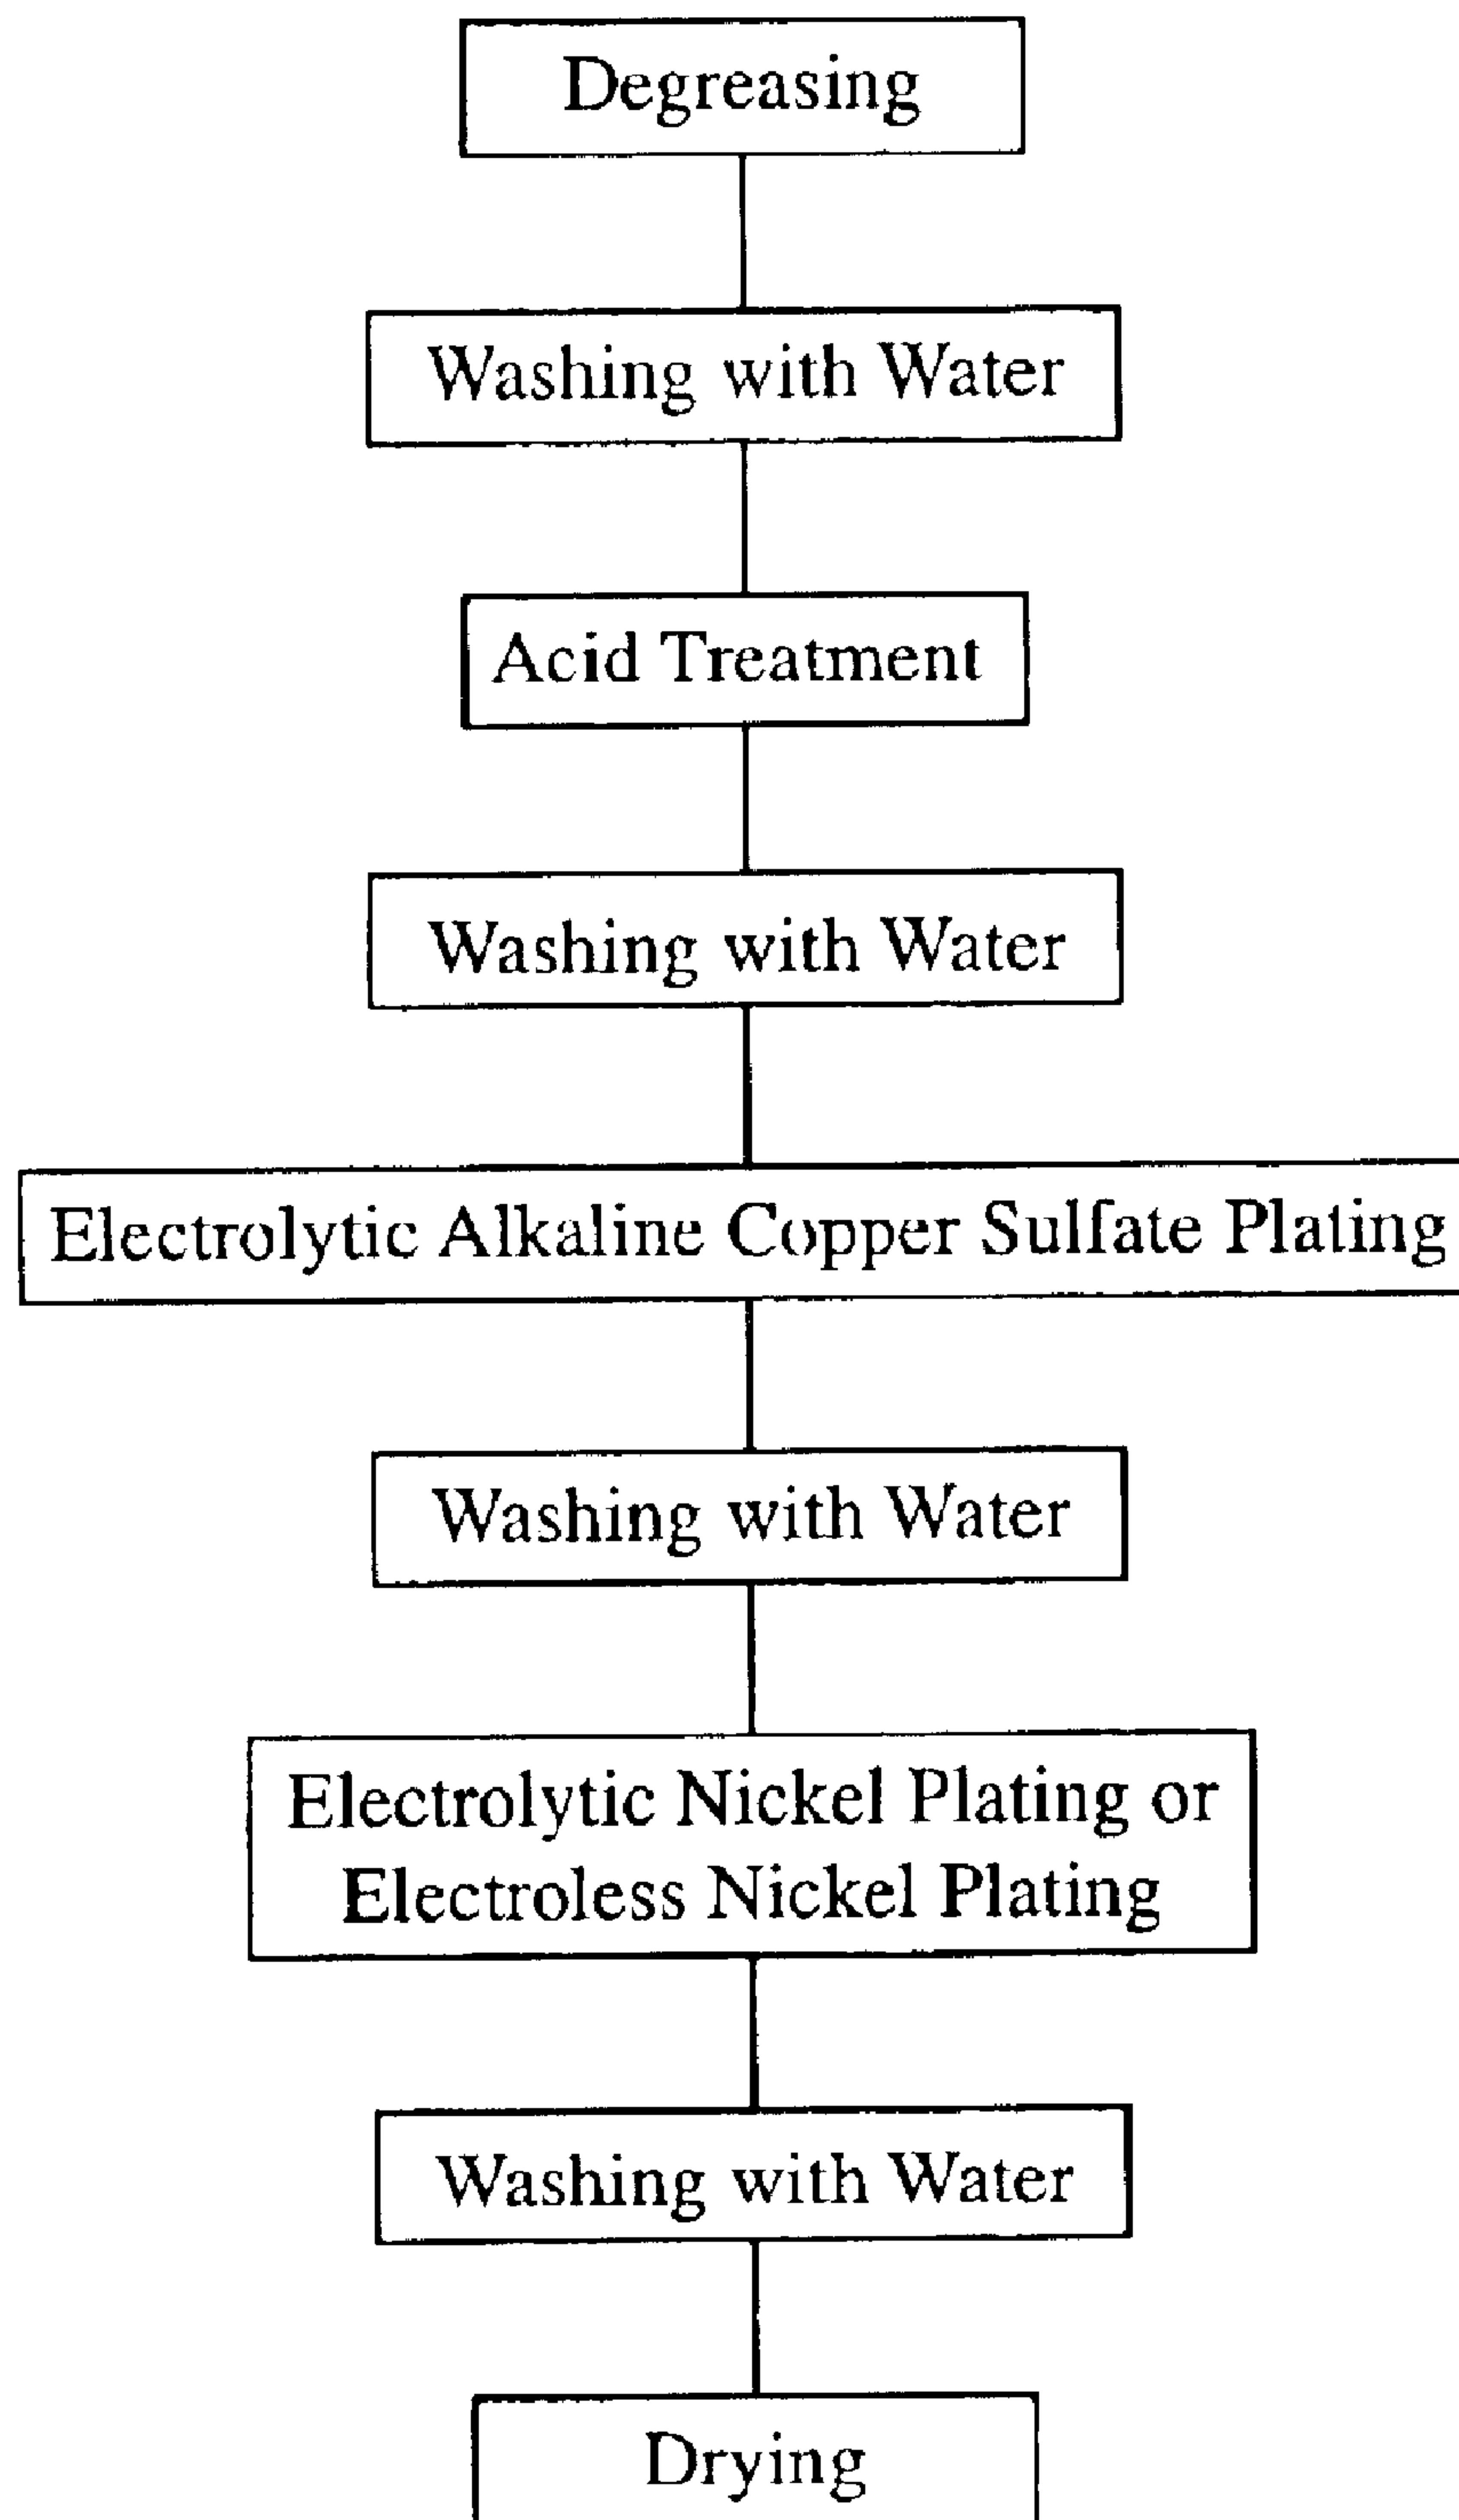 Degreasing
Washing with Water
Acid Treatment
Washing with Water
Electrolytic Alkaline Copper Sulfate Plating
Washing with Water
Electrolytic Nickel Plating or
Electroless Nickel Plating
Washing with Water
Drying